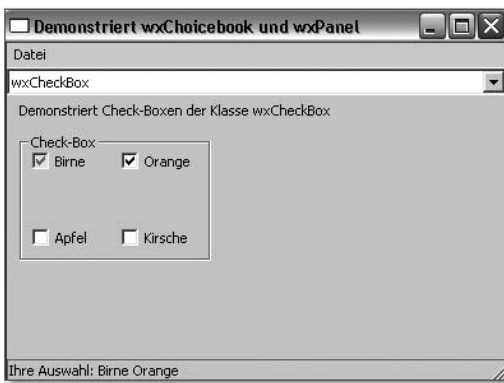 Demonstriert wxChoicebook und wxPanel
Datei
wxCheckBox
Demonstriert Check-Boxen der Klasse wxCheckBox
Check-Box
Birne Orange
Apfel Kirsche
Ihre Auswahl: Birne Orange